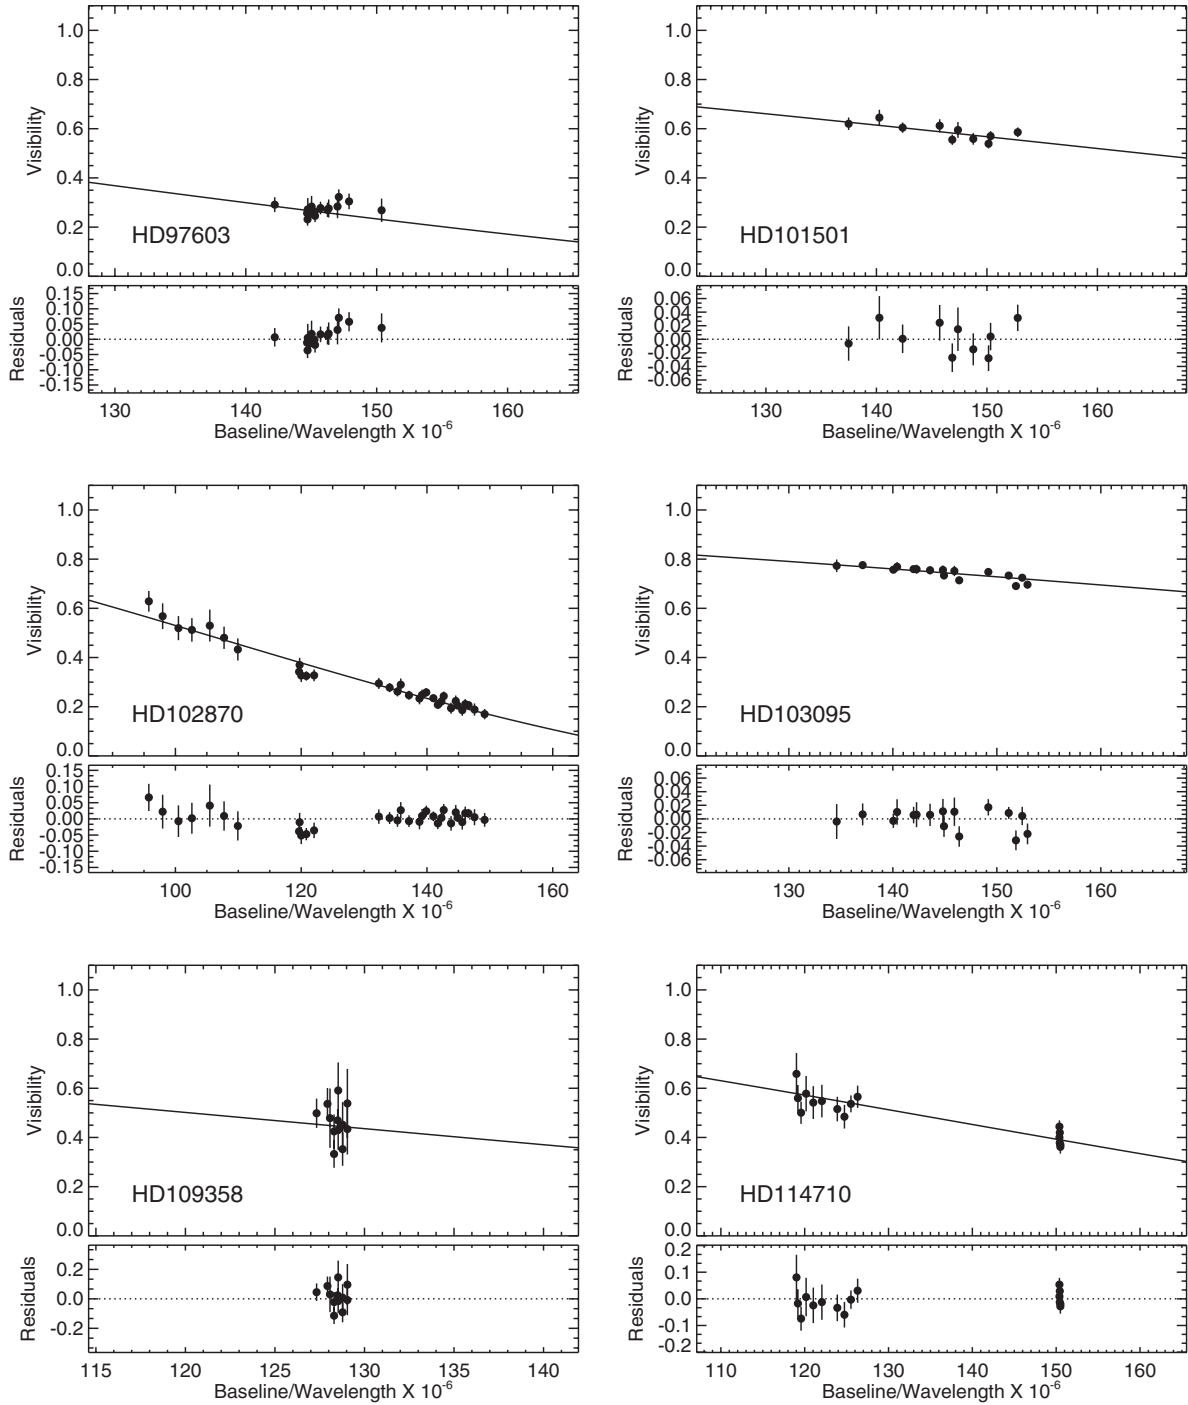 1.0
0.8
0.6
0.4
0.2
0.0
Visibility
HD97603
0.15
0.10
0.05
0.00
-0.05
-0.10
-0.15
Residuals
130 140 150 160
Baseline/Wavelength X 10-6
1.0
0.8
0.6
0.4
0.2
0.0
Visibility
HD101501
0.06
0.04
0.02
0.00
-0.02
-0.04
-0.06
Residuals
130 140 150 160
Baseline/Wavelength X 10-6
1.0
0.8
0.6
0.4
0.2
0.0
Visibility
HD102870
0.15
0.10
0.05
0.00
-0.05
-0.10
-0.15
Residuals
100 120 140 160
Baseline/Wavelength X 10-6
1.0
0.8
0.6
0.4
0.2
0.0
Visibility
HD103095
0.06
0.04
0.02
0.00
-0.02
-0.04
-0.06
Residuals
130 140 150 160
Baseline/Wavelength X 10-6
1.0
0.8
0.6
0.4
0.2
0.0
Visibility
HD109358
0.2
0.0
-0.2
Residuals
115 120 125 130 135 140
Baseline/Wavelength X 10-6
1.0
0.8
0.6
0.4
0.2
0.0
Visibility
HD114710
0.2
0.1
0.0
-0.1
-0.2
Residuals
110 120 130 140 150 160
Baseline/Wavelength X 10-6